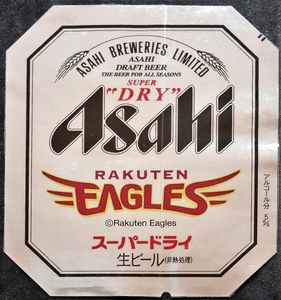 ASAHI BREWERIES LIMITED
ASAHI
DRAFT BEER
THE BEER FOR ALL SEASONS
SUPER
"DRY"
Asahi
RAKUTEN
EAGLES
©Rakuten Eagles
スーパードライ
生ビール(非熱処理)
アルコール分 5%